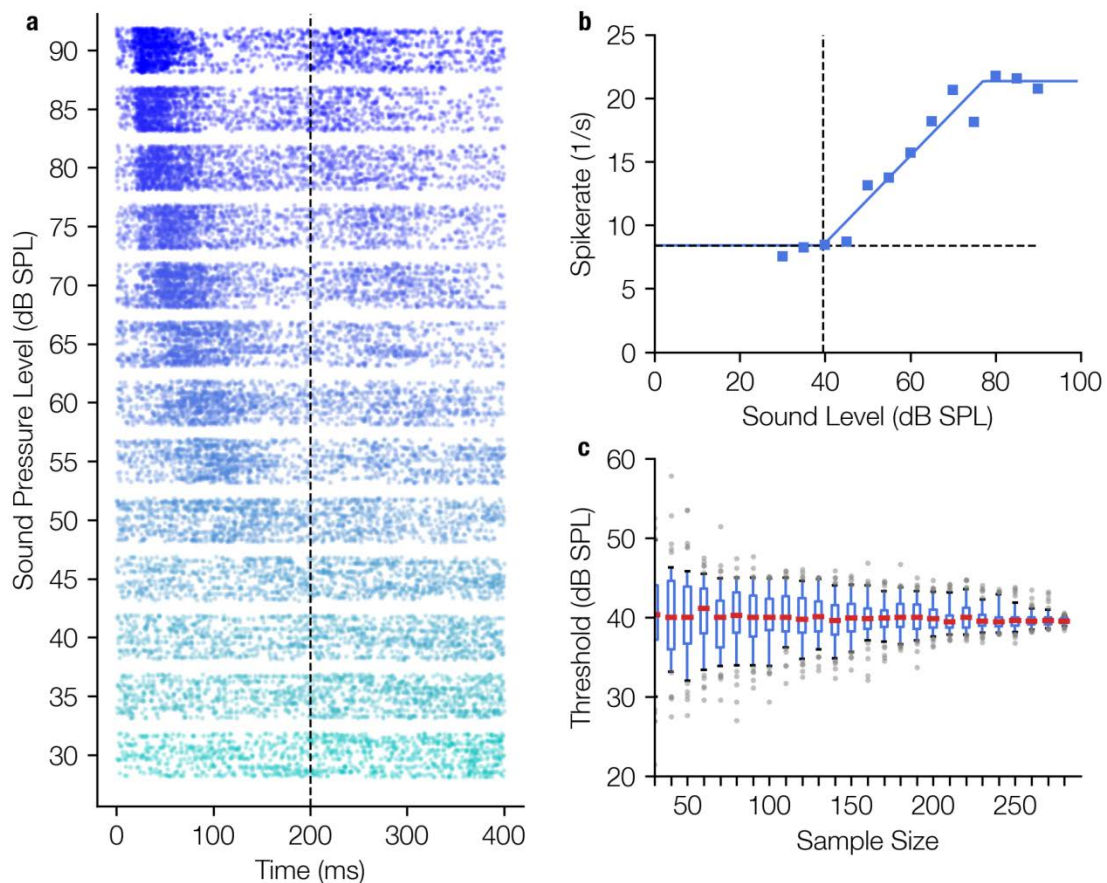 a
Sound Pressure Level (dB SPL)
90
85
80
75
70
65
60
55
50
45
40
35
30
0 100 200 300 400
Time (ms)
b
Spikerate (1/s)
25
20
15
10
5
0
0 20 40 60 80 100
Sound Level (dB SPL)
c
Threshold (dB SPL)
60
50
40
30
20
50 100 150 200 250
Sample Size